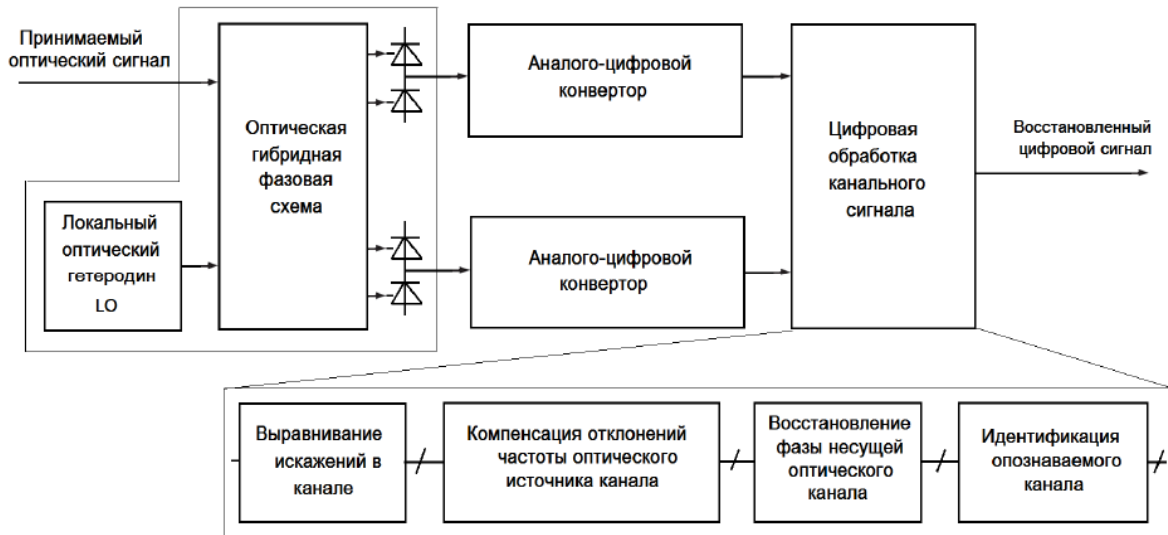 Принимаемый
оптический сигнал
Оптическая
гибридная
фазовая
схема
Локальный
оптический
гетеродин
LO
Аналого-цифровой
конвертор
Аналого-цифровой
конвертор
Цифровая
обработка
канального
сигнала
Восстановленный
цифровой сигнал
Выравнивание
искажений в
канале
Компенсация отклонений
частоты оптического
источника канала
Восстановление
фазы несущей
оптического
канала
Идентификация
опознаваемого
канала